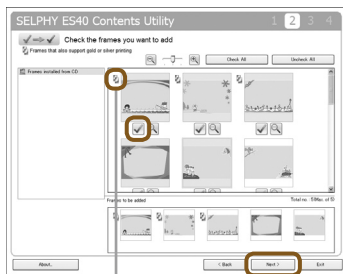 SELPHY ES40 Contents Utility
1 2 3 4
Check the frames you want to add
Frames that also support gold or silver printing
Check All
Uncheck All
Frames installed from CD
Frames to be added
Total no. 5(Max. of 5)
About..
< Back
Next >
Exit